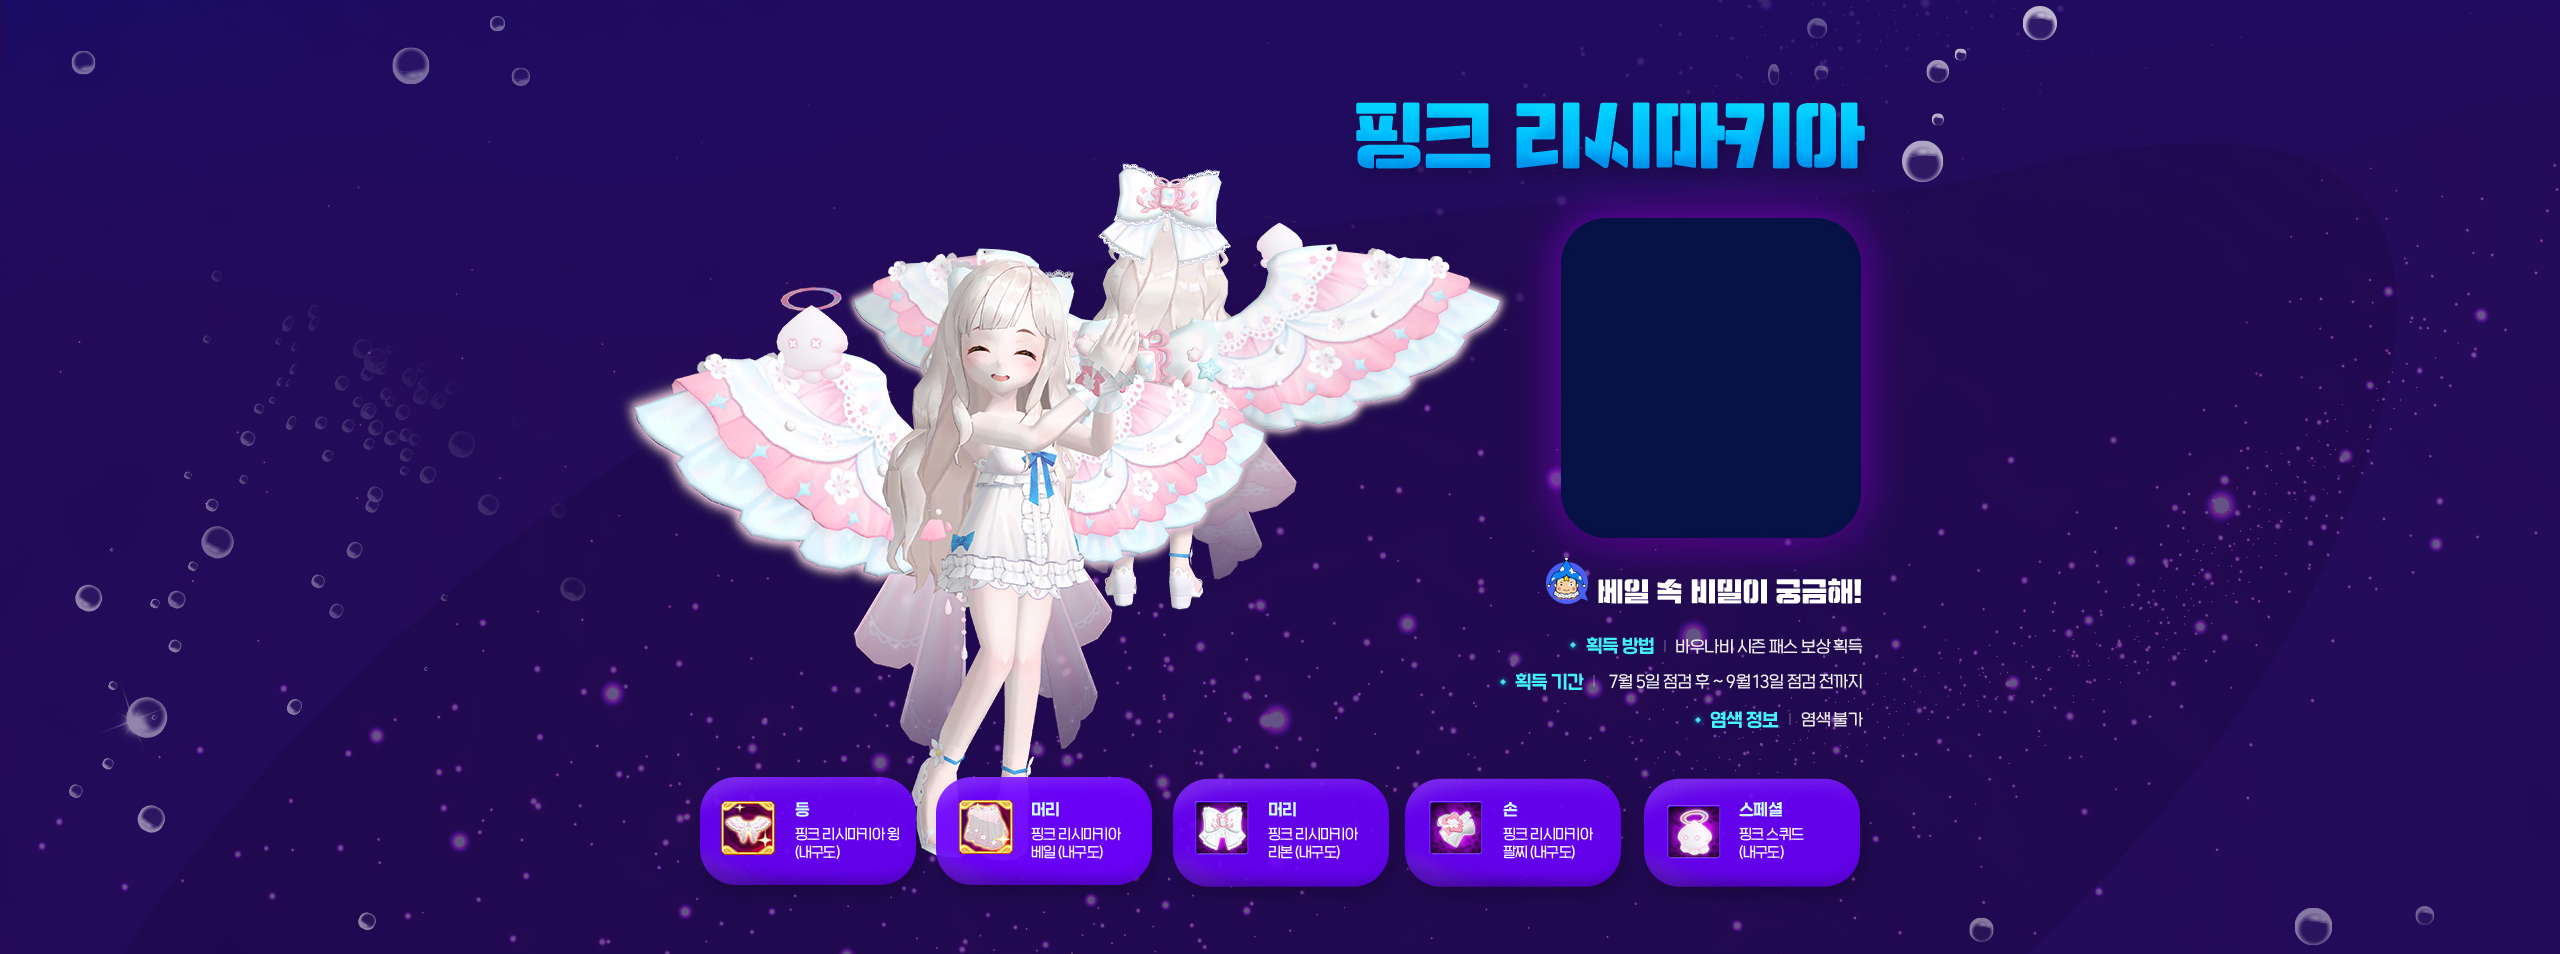 핑크 리시마키아
베일 속 비밀이 궁금해!
획득 방법 | 바우나비 시즌 패스 보상 획득
획득 기간 | 7월 5일 점검 후 ~ 9월 13일 점검 전까지
염색 정보 | 염색 불가
등
핑크 리시마키아 윙
(내구도)
머리
핑크 리시마키아
베일 (내구도)
머리
핑크 리시마키아
리본 (내구도)
손
핑크 리시마키아
팔찌 (내구도)
스페셜
핑크 스퀴드
(내구도)